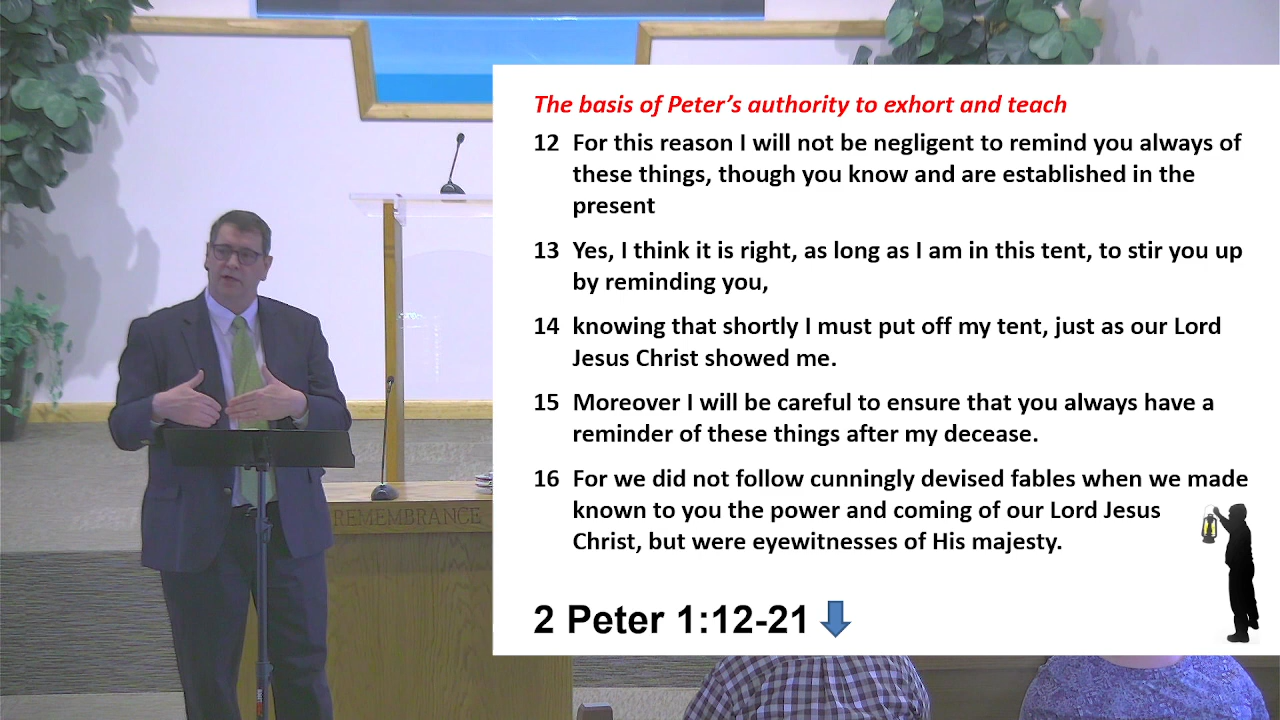 The basis of Peter's authority to exhort and teach
12 For this reason I will not be negligent to remind you always of
these things, though you know and are established in the
present
13 Yes, I think it is right, as long as I am in this tent, to stir you up
by reminding you,
14 knowing that shortly I must put off my tent, just as our Lord
Jesus Christ showed me.
15 Moreover I will be careful to ensure that you always have a
reminder of these things after my decease.
16 For we did not follow cunningly devised fables when we made
known to you the power and coming of our Lord Jesus
Christ, but were eyewitnesses of His majesty.
2 Peter 1:12-21
REMEMBRANCE